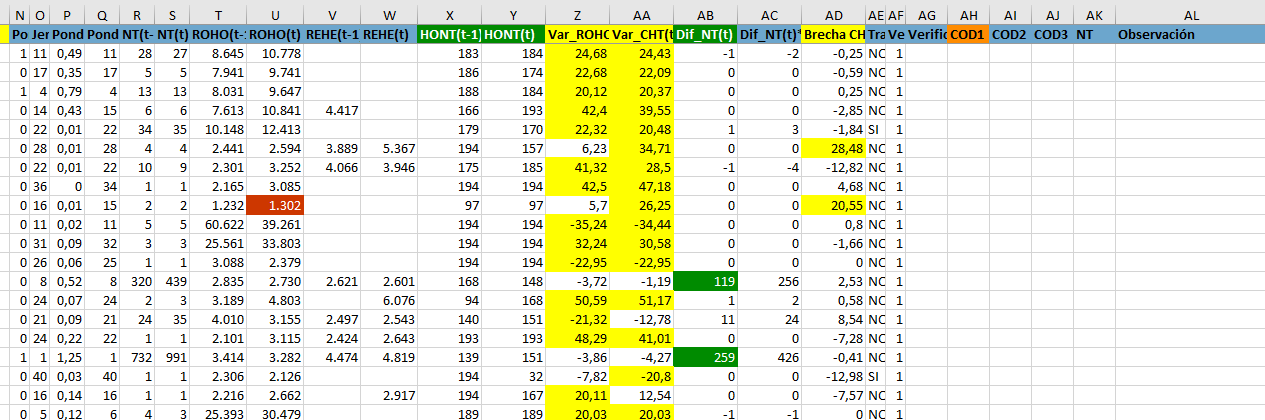 N O P Q R S T U V W X Y Z AA AB AC AD AE AF AG AH AI AJ AK AL
Po Jer Pond Pond NT(t- NT(t) ROHO(t-: ROHO(t) REHE(t-1 REHE(t) HONT(t-1] HONT(t) Var_ROHO Var_CHT(t Dif_NT(t) Dif_NT(t)* Brecha CH Tra Ve Verific COD1 COD2 COD3 NT Observación
1 11 0,49 11 28 27 8.645 10.778 183 184 24,68 24,43 -1 -2 -0,25 NO 1
0 17 0,35 17 5 5 7.941 9.741 186 174 22,68 22,09 0 0 -0,59 NO 1
1 4 0,79 4 13 13 8.031 9.647 188 184 20,12 20,37 0 0 0,25 NO 1
0 14 0,43 15 6 6 7.613 10.841 4.417 166 193 42,4 39,55 0 0 -2,85 NO 1
0 22 0,01 22 34 35 10.148 12.413 179 170 22,32 20,48 1 3 -1,84 SI 1
0 28 0,01 28 4 4 2.441 2.594 3.889 5.367 194 157 6,23 34,71 0 0 28,48 NO 1
0 22 0,01 22 10 9 2.301 3.252 4.066 3.946 175 185 41,32 28,5 -1 -4 -12,82 NO 1
0 36 0 34 1 1 2.165 3.085 194 194 42,5 47,18 0 0 4,68 NO 1
0 16 0,01 15 2 2 1.232 1.302 97 97 5,7 26,25 0 0 20,55 NO 1
0 11 0,02 11 5 5 60.622 39.261 194 194 -35,24 -34,44 0 0 0,8 NO 1
0 31 0,09 32 3 3 25.561 33.803 194 194 32,24 30,58 0 0 -1,66 NO 1
0 26 0,06 25 1 1 3.088 2.379 194 194 -22,95 -22,95 0 0 0 NO 1
0 8 0,52 8 320 439 2.835 2.730 2.621 2.601 168 148 -3,72 -1,19 119 256 2,53 NO 1
0 24 0,07 24 2 3 3.189 4.803 6.076 94 168 50,59 51,17 1 2 0,58 NO 1
0 21 0,09 21 24 35 4.010 3.155 2.497 2.543 140 151 -21,32 -12,78 11 24 8,54 NO 1
0 24 0,22 22 1 1 2.101 3.115 2.424 2.643 193 193 48,29 41,01 0 0 -7,28 NO 1
1 1 1,25 1 732 991 3.414 3.282 4.474 4.819 139 151 -3,86 -4,27 259 426 -0,41 NO 1
0 40 0,03 40 1 1 2.306 2.126 194 32 -7,82 -20,8 0 0 -12,98 SI 1
0 16 0,14 16 1 1 2.216 2.662 2.917 194 167 20,11 12,54 0 0 -7,57 NO 1
0 5 0,12 6 4 3 25.393 30.479 189 189 20,03 20,03 -1 -1 0 NO 1